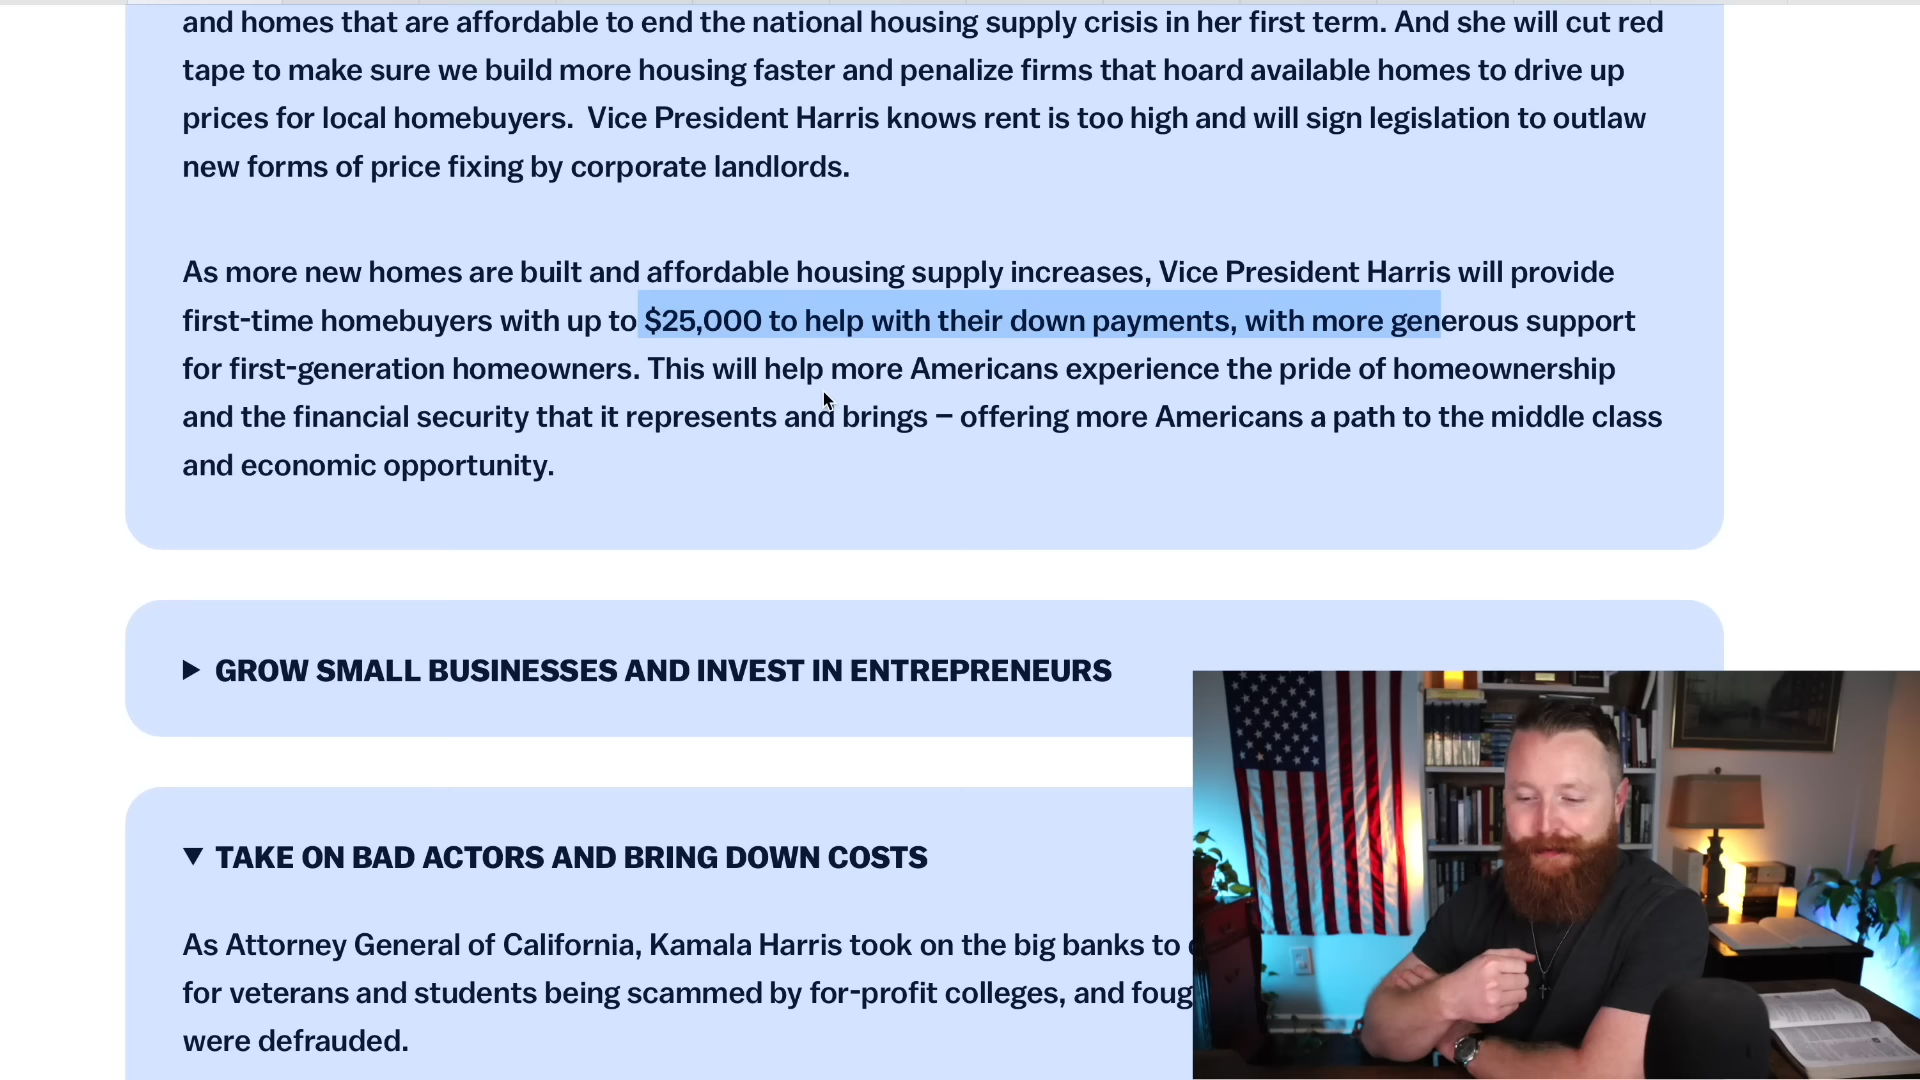 and homes that are affordable to end the national housing supply crisis in her first term. And she will cut red
tape to make sure we build more housing faster and penalize firms that hoard available homes to drive up
prices for local homebuyers.  Vice President Harris knows rent is too high and will sign legislation to outlaw
new forms of price fixing by corporate landlords.
As more new homes are built and affordable housing supply increases, Vice President Harris will provide
first-time homebuyers with up to $25,000 to help with their down payments, with more generous support
for first-generation homeowners. This will help more Americans experience the pride of homeownership
and the financial security that it represents and brings – offering more Americans a path to the middle class
and economic opportunity.
GROW SMALL BUSINESSES AND INVEST IN ENTREPRENEURS
TAKE ON BAD ACTORS AND BRING DOWN COSTS
As Attorney General of California, Kamala Harris took on the big banks to
for veterans and students being scammed by for-profit colleges, and
were defrauded.